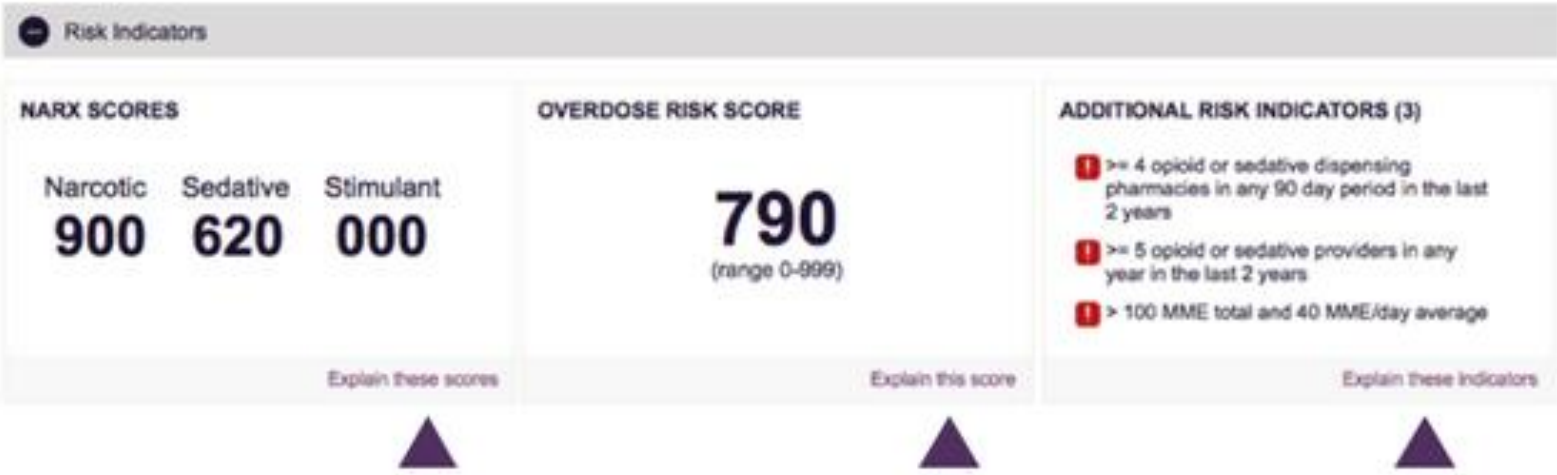 Risk Indicators
NARX SCORES
Narcotic Sedative Stimulant
900 620 000
Explain these scores
OVERDOSE RISK SCORE
790
(range 0-999)
Explain this score
ADDITIONAL RISK INDICATORS (3)
! >= 4 opioid or sedative dispensing
pharmacies in any 90 day period in the last
2 years
! >= 5 opioid or sedative providers in any
year in the last 2 years
! > 100 MME total and 40 MME/day average
Explain these indicators